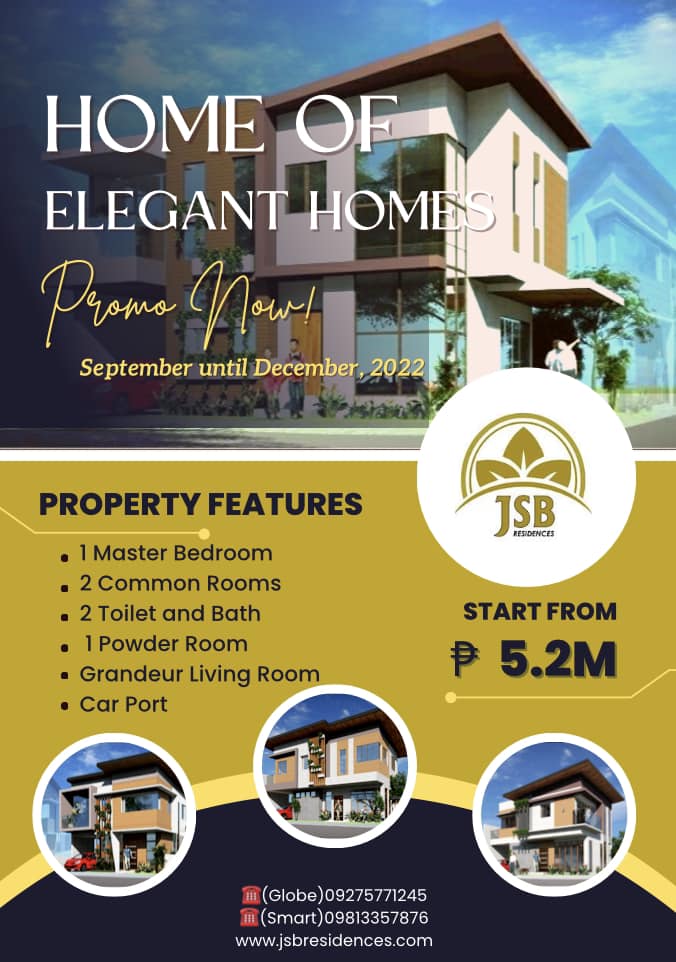 HOME OF
ELEGANT HOMES
Promo Now!
September until December, 2022
JSB
RESIDENCES
PROPERTY FEATURES
• 1 Master Bedroom
• 2 Common Rooms
• 2 Toilet and Bath
• 1 Powder Room
• Grandeur Living Room
• Car Port
START FROM
₱ 5.2M
☎(Globe)09275771245
☎(Smart)09813357876
www.jsbresidences.com